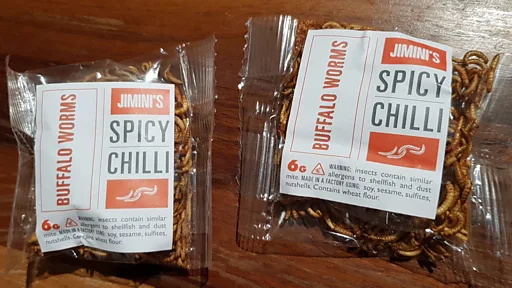 BUFFALO WORMS
JIMINI'S
SPICY
CHILLI
6G WARNING: insects contain similar
allergens to shellfish and dust
mite. MADE IN A FACTORY USING: soy, sesame, sulfites,
nutshells. Contains wheat flour.
BUFFALO WORMS
JIMINI'S
SPICY
CHILLI
6G WARNING: insects contain similar
allergens to shellfish and dust
mite. MADE IN A FACTORY USING: soy, sesame, sulfites,
nutshells. Contains wheat flour.